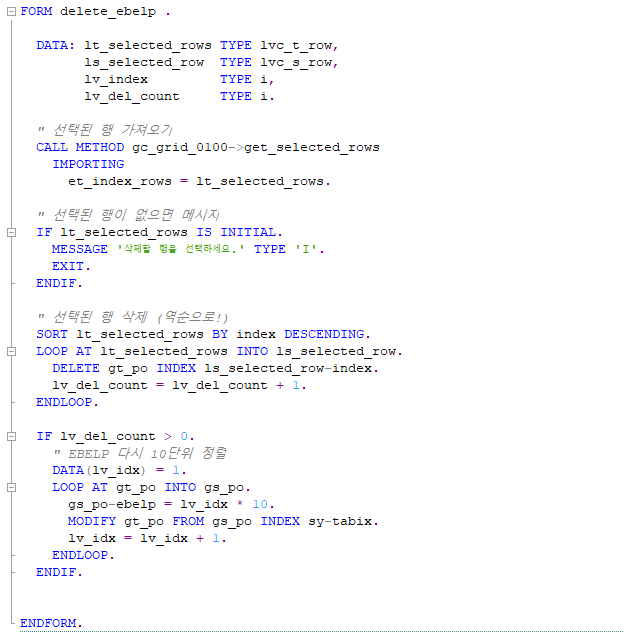 FORM delete_ebelp .
DATA: lt_selected_rows TYPE lvc_t_row,
ls_selected_row TYPE lvc_s_row,
lv_index TYPE i,
lv_del_count TYPE i.
" 선택된 행 가져오기
CALL METHOD gc_grid_0100->get_selected_rows
IMPORTING
et_index_rows = lt_selected_rows.
" 선택된 행이 없으면 메시지
IF lt_selected_rows IS INITIAL.
MESSAGE '삭제할 행을 선택하세요.' TYPE 'I'.
EXIT.
ENDIF.
" 선택된 행 삭제 (역순으로!)
SORT lt_selected_rows BY index DESCENDING.
LOOP AT lt_selected_rows INTO ls_selected_row.
DELETE gt_po INDEX ls_selected_row-index.
lv_del_count = lv_del_count + 1.
ENDLOOP.
IF lv_del_count > 0.
" EBELP 다시 10단위 정렬
DATA(lv_idx) = 1.
LOOP AT gt_po INTO gs_po.
gs_po-ebelp = lv_idx * 10.
MODIFY gt_po FROM gs_po INDEX sy-tabix.
lv_idx = lv_idx + 1.
ENDLOOP.
ENDIF.
ENDFORM.